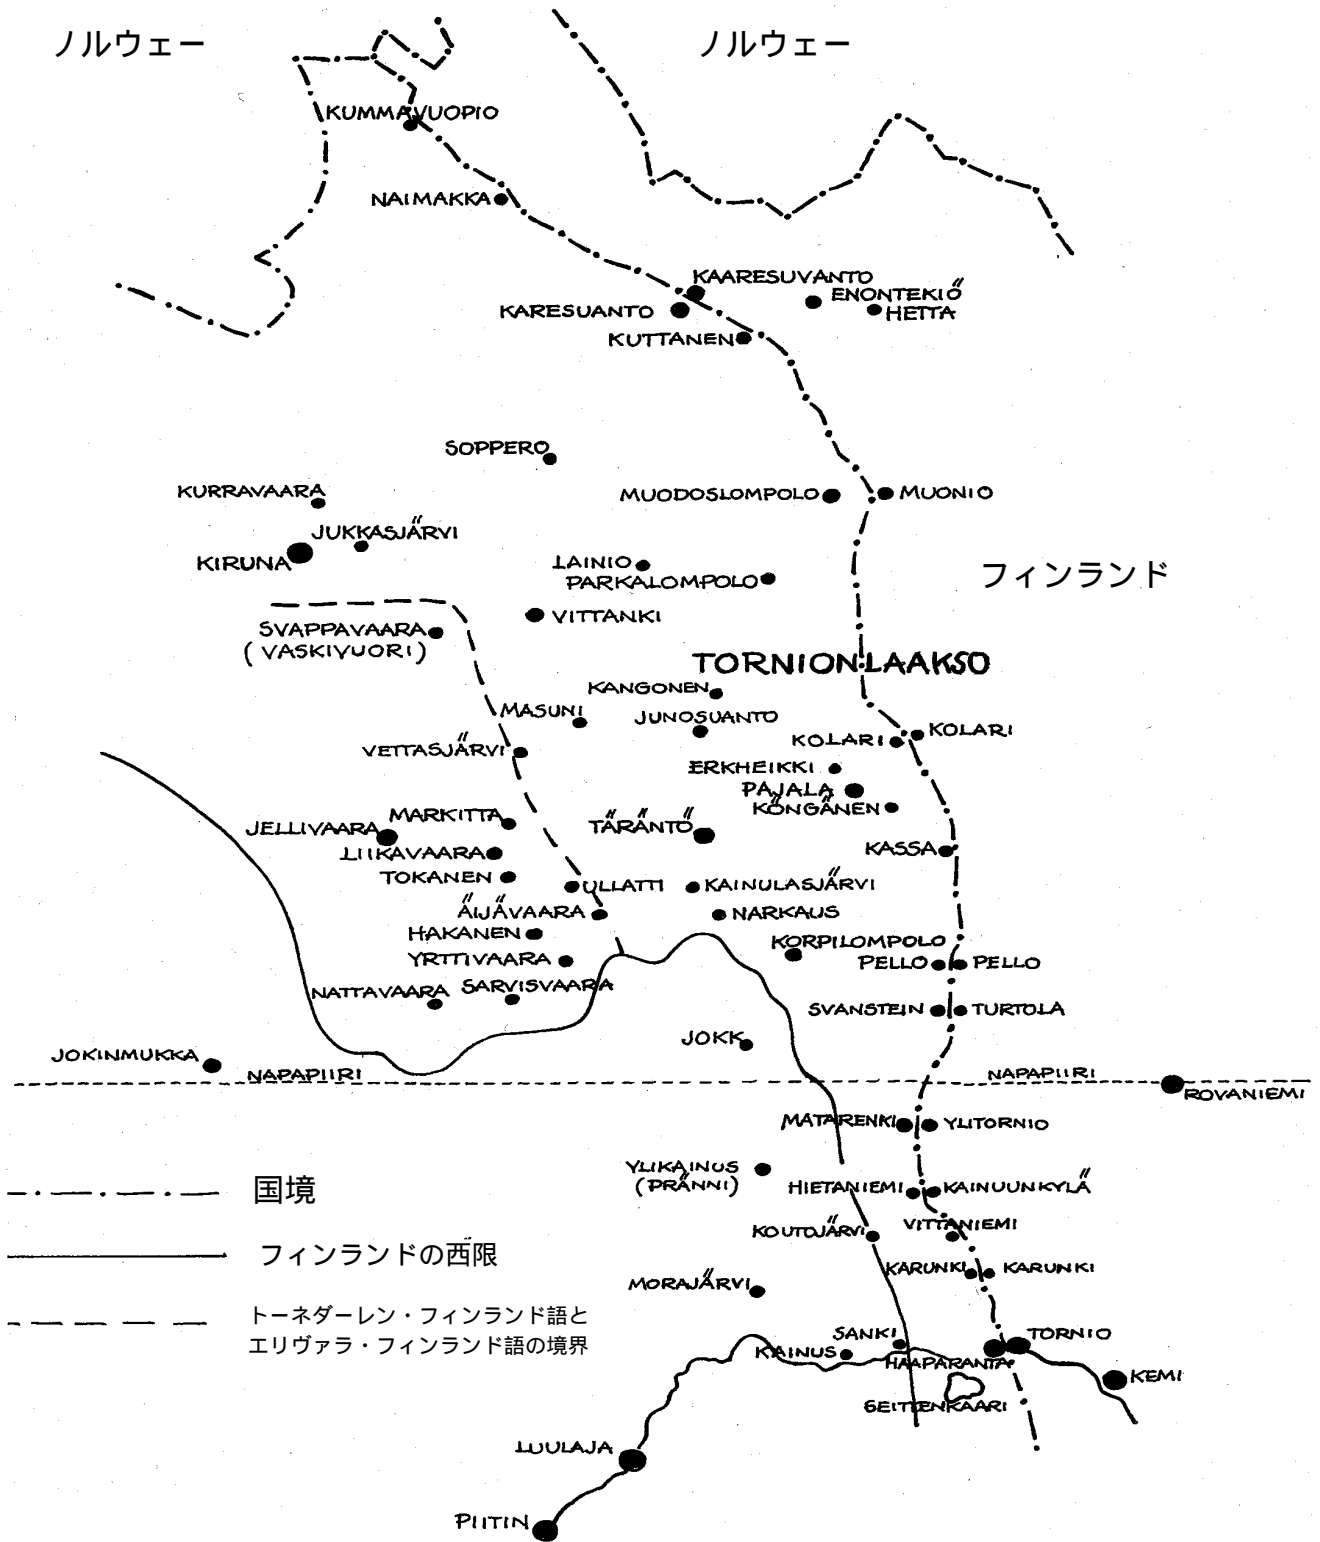 ノルウェー
ノルウェー
KUMMAVUOPIO
NAIMAKKA
KAARESUVANTO
ENONTEKIÖ
HETTA
KARESUANTO
KUTTANEN
SOPPERO
KURRAVAARA
MUODOSLOMPOLO
MUONIO
JUKKASJÄRVI
KIRUNA
LAINIO
PARKALOMPOLO
フィンランド
VITTANKI
SVAPPAVAARA
(VASKIVUORI)
TORNIONLAAKSO
KANGONEN
MASUNI
JUNOSUANTO
KOLARI
KOLARI
VETTASJÄRVI
ERKHEIKKI
PAJALA
KÖNGÄNEN
MARKITTA
JELLIVAARA
TÄRÄNTÖ
LIIKAVAARA
KASSA
TOKANEN
ULLATTI
KAINULASJÄRVI
ÄIJÄVAARA
NARKAUS
HAKANEN
KORPILOMPOLO
YRTTIVAARA
PELLO
PELLO
NATTAVAARA
SARVISVAARA
SVANSTEIN
TURTOLA
JOKK
JOKINMUKKA
NAPAPIIRI
NAPAPIIRI
ROVANIEMI
MATARENKI
YLITORNIO
YLIKAINUS
(PRÄNNI)
HIETANIEMI
KAINUUNKYLÄ
国境
KOUTOJÄRVI
VITTANIEMI
フィンランドの西限
KARUNKI
KARUNKI
MORAJÄRVI
トーネダーレン・フィンランド語と
エリヴァラ・フィンランド語の境界
SANKI
TORNIO
KAINUS
HAAPARANTA
KEMI
SEITTENKAARI
LUULAJA
PIITIN